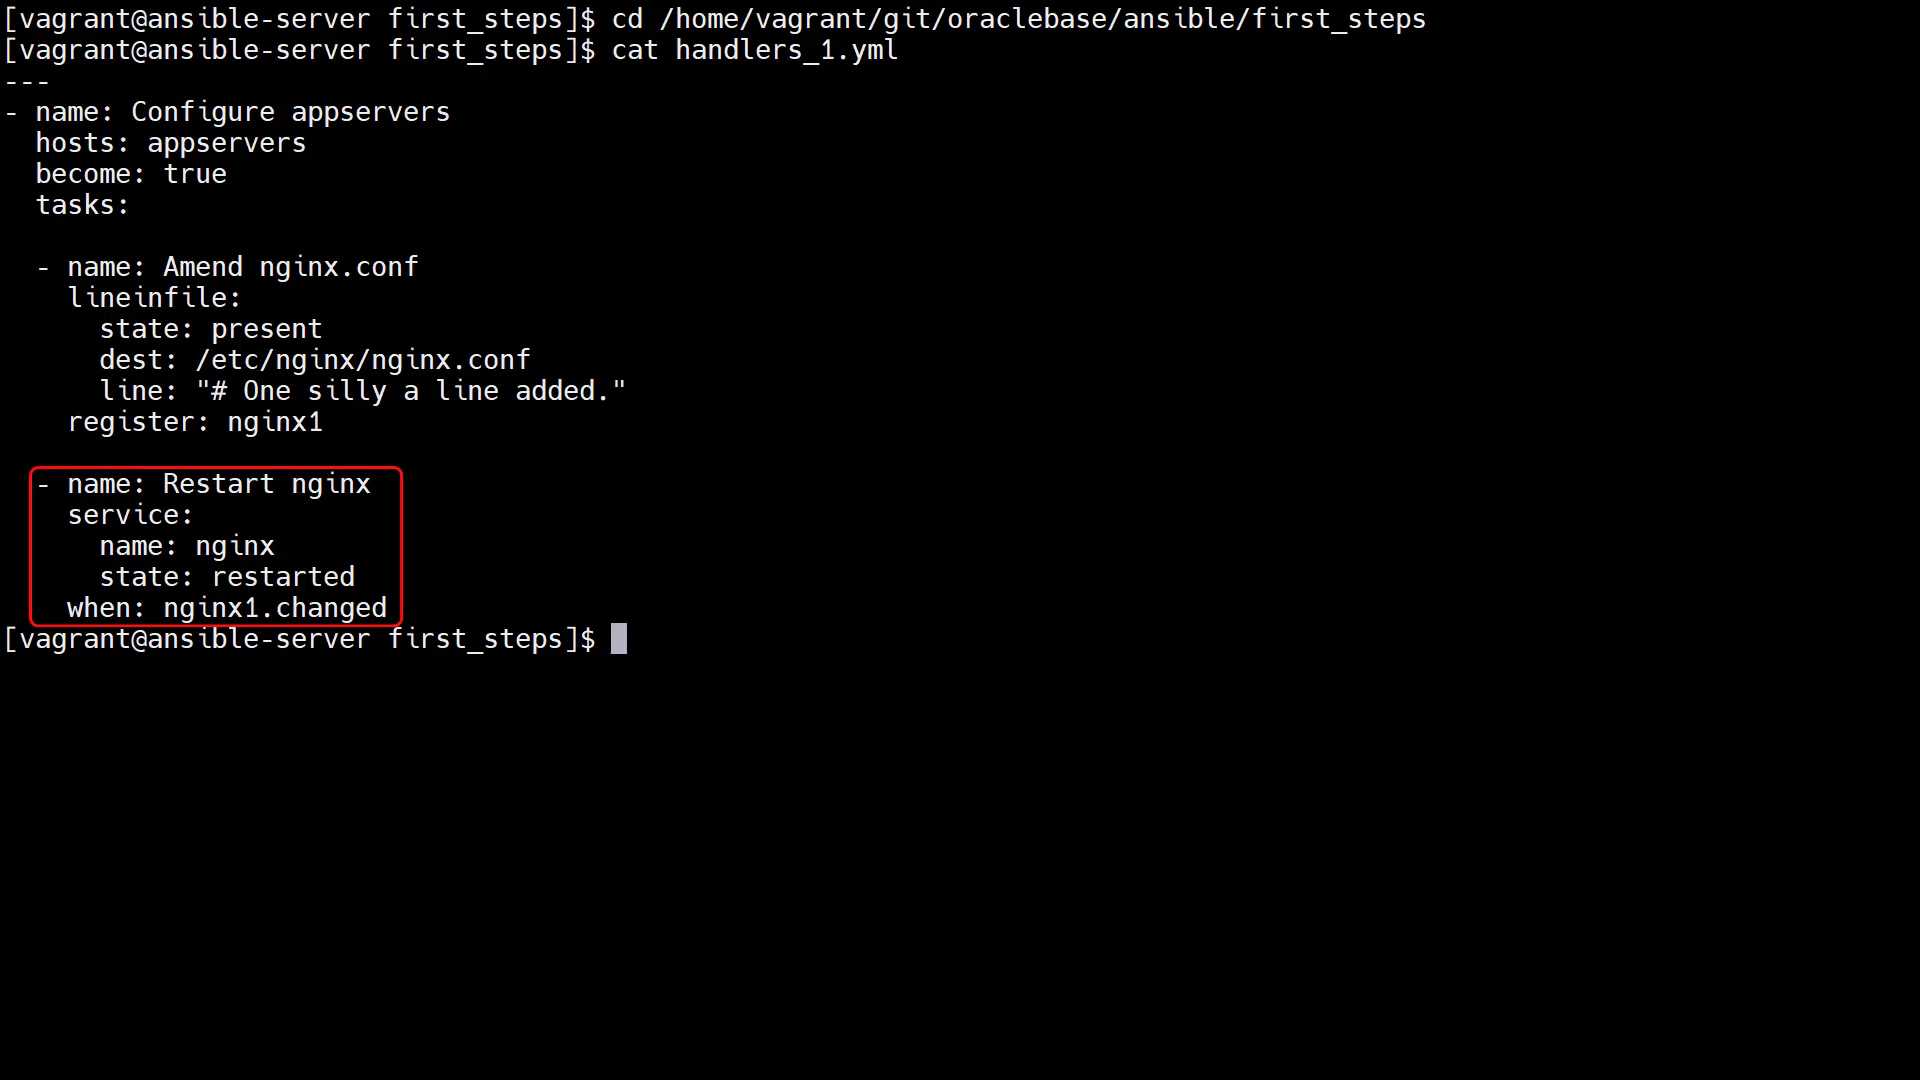 [vagrant@ansible-server first_steps]$ cd /home/vagrant/git/oraclebase/ansible/first_steps
[vagrant@ansible-server first_steps]$ cat handlers_1.yml
---
- name: Configure appservers
  hosts: appservers
  become: true
  tasks:

  - name: Amend nginx.conf
    lineinfile:
      state: present
      dest: /etc/nginx/nginx.conf
      line: "# One silly a line added."
    register: nginx1

  - name: Restart nginx
    service:
      name: nginx
      state: restarted
    when: nginx1.changed
[vagrant@ansible-server first_steps]$